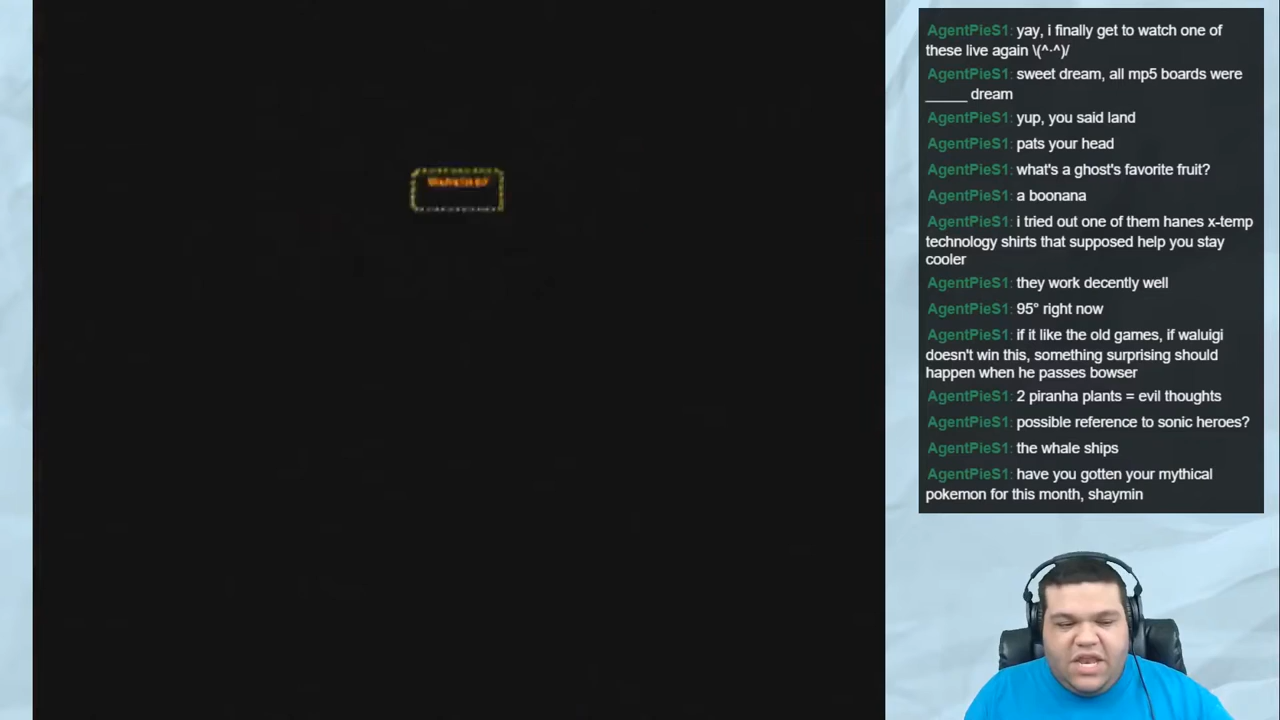 AgentPieS1: yay, i finally get to watch one of
these live again \(^·^)/
AgentPieS1: sweet dream, all mp5 boards were
_____ dream
AgentPieS1: yup, you said land
AgentPieS1: pats your head
AgentPieS1: what's a ghost's favorite fruit?
AgentPieS1: a boonana
AgentPieS1: i tried out one of them hanes x-temp
technology shirts that supposed help you stay
cooler
AgentPieS1: they work decently well
AgentPieS1: 95° right now
AgentPieS1: if it like the old games, if waluigi
doesn't win this, something surprising should
happen when he passes bowser
AgentPieS1: 2 piranha plants = evil thoughts
AgentPieS1: possible reference to sonic heroes?
AgentPieS1: the whale ships
AgentPieS1: have you gotten your mythical
pokemon for this month, shaymin